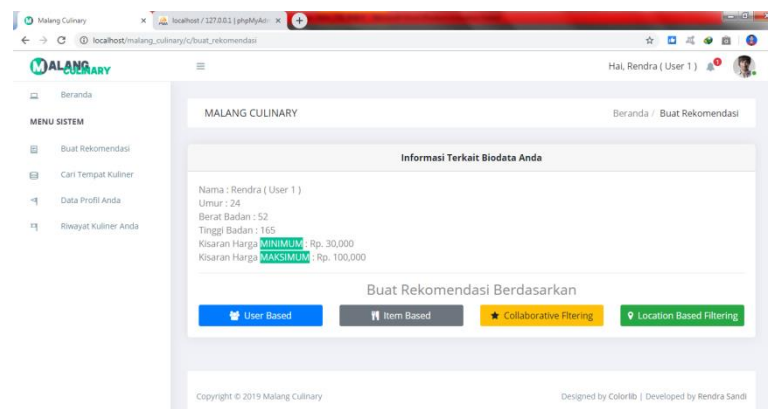 Malang Culinary
localhost / 127.0.0.1 | phpMyAd
localhost/malang_culinary/c/buat_rekomendasi
MALANG CULINARY
Hai, Rendra ( User 1 )
Beranda
MENU SISTEM
Buat Rekomendasi
Cari Tempat Kuliner
Data Profil Anda
Riwayat Kuliner Anda
MALANG CULINARY
Beranda / Buat Rekomendasi
Informasi Terkait Biodata Anda
Nama : Rendra ( User 1 )
Umur : 24
Berat Badan : 52
Tinggi Badan : 165
Kisaran Harga MINIMUM : Rp. 30,000
Kisaran Harga MAKSIMUM : Rp. 100,000
Buat Rekomendasi Berdasarkan
User Based
Item Based
Collaborative Fltering
Location Based Filtering
Copyright © 2019 Malang Culinary
Designed by Colorlib | Developed by Rendra Sandi